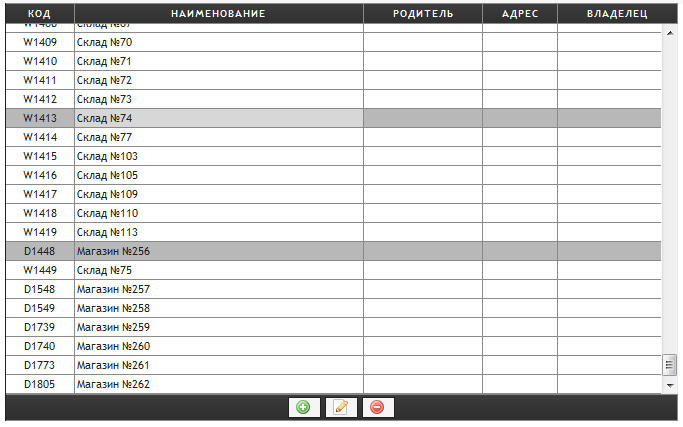 КОД НАИМЕНОВАНИЕ РОДИТЕЛЬ АДРЕС ВЛАДЕЛЕЦ
W1409 Склад №70
W1410 Склад №71
W1411 Склад №72
W1412 Склад №73
W1413 Склад №74
W1414 Склад №77
W1415 Склад №103
W1416 Склад №105
W1417 Склад №109
W1418 Склад №110
W1419 Склад №113
D1448 Магазин №256
W1449 Склад №75
D1548 Магазин №257
D1549 Магазин №258
D1739 Магазин №259
D1740 Магазин №260
D1773 Магазин №261
D1805 Магазин №262